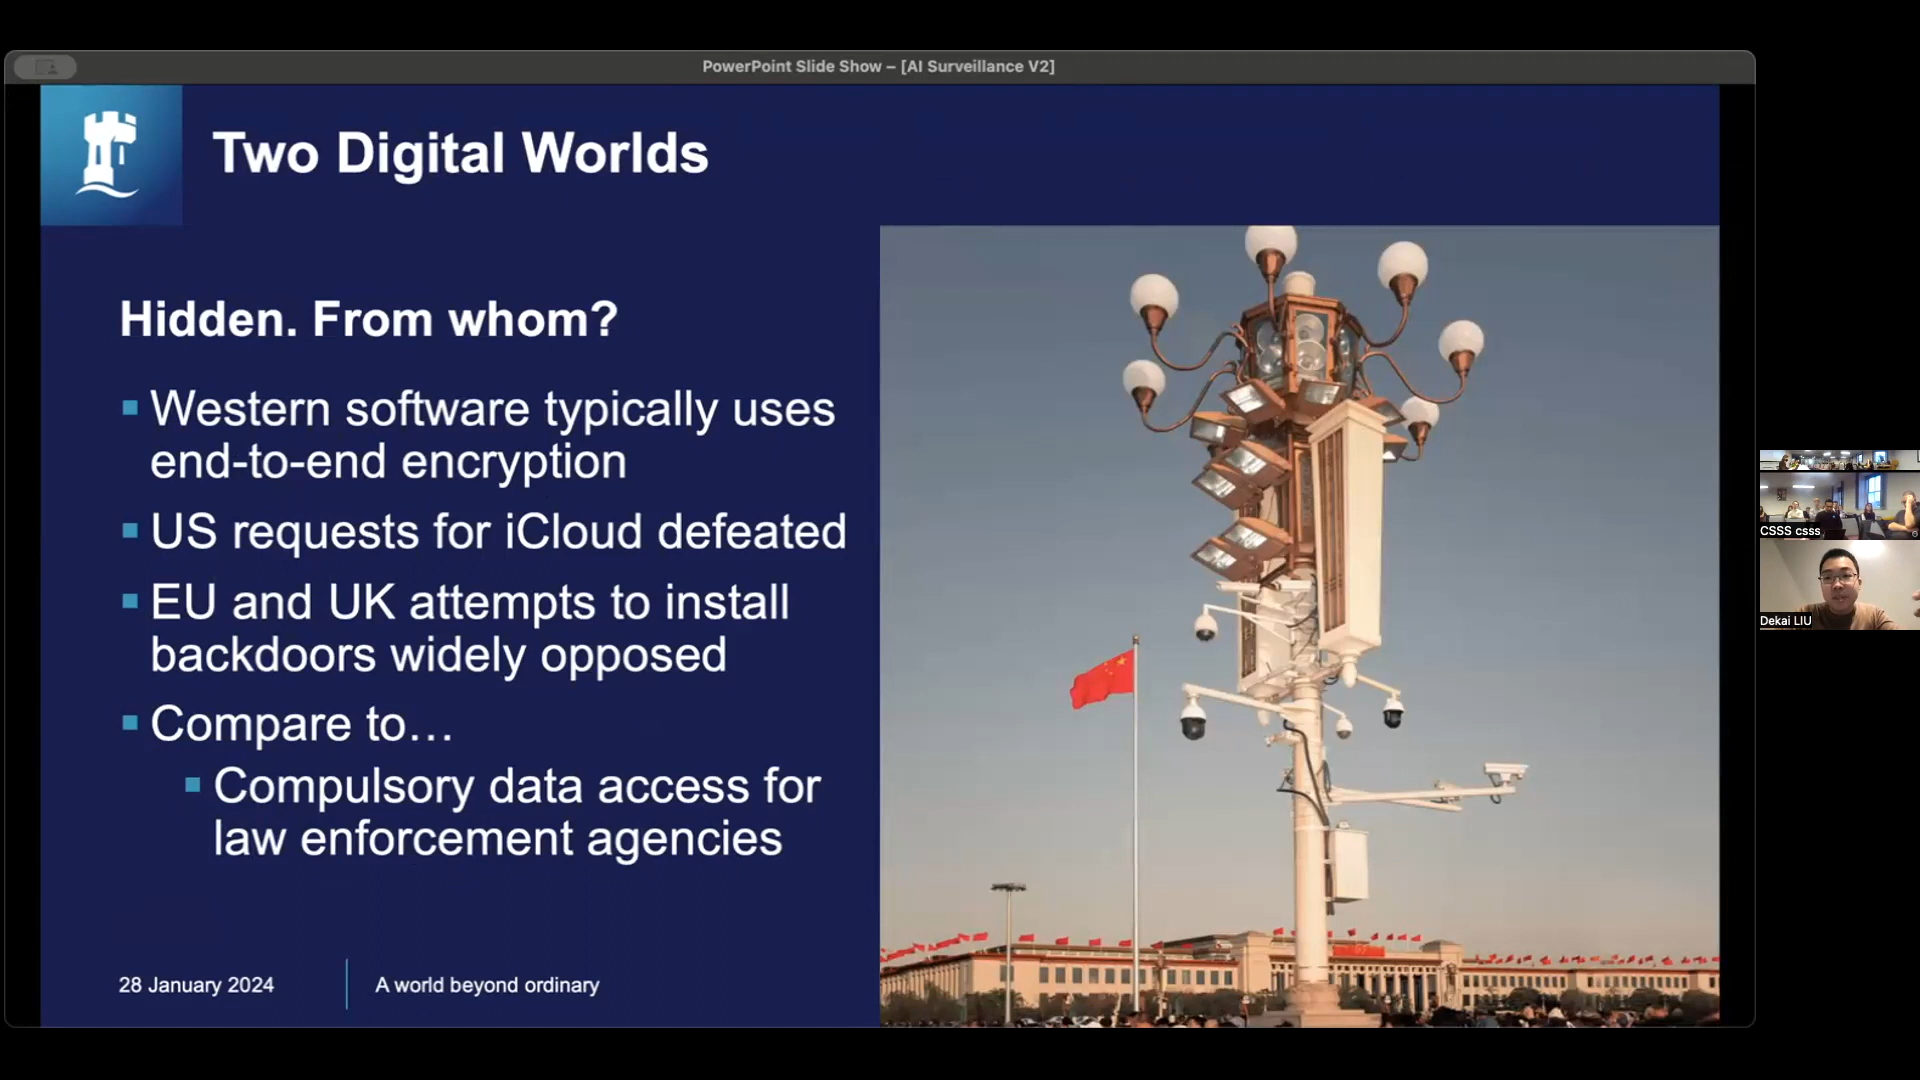 PowerPoint Slide Show – [AI Surveillance V2]
Two Digital Worlds
Hidden. From whom?
Western software typically uses
end-to-end encryption
US requests for iCloud defeated
EU and UK attempts to install
backdoors widely opposed
Compare to…
Compulsory data access for
law enforcement agencies
28 January 2024
A world beyond ordinary
CSSS csss
Dekai LIU